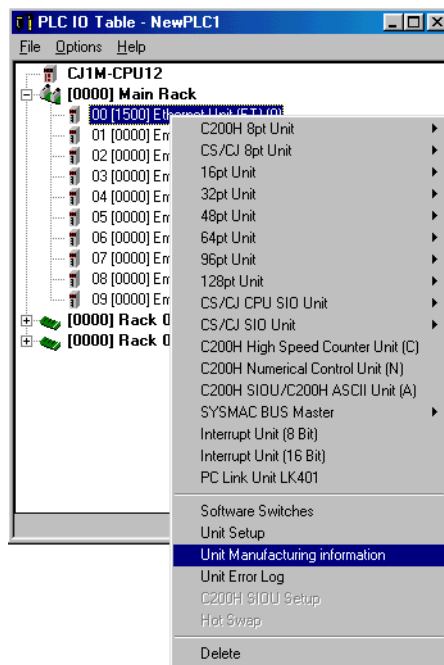 PLC IO Table - NewPLC1
File Options Help
CJ1M-CPU12
[0000] Main Rack
00 [1500] Ethernet Unit (ET) (0)
01 [0000] Em
02 [0000] Em
03 [0000] Em
04 [0000] Em
05 [0000] Em
06 [0000] Em
07 [0000] Em
08 [0000] Em
09 [0000] Em
[0000] Rack 0
[0000] Rack 0
C200H 8pt Unit
CS/CJ 8pt Unit
16pt Unit
32pt Unit
48pt Unit
64pt Unit
96pt Unit
128pt Unit
CS/CJ CPU SIO Unit
CS/CJ SIO Unit
C200H High Speed Counter Unit (C)
C200H Numerical Control Unit (N)
C200H SIOU/C200H ASCII Unit (A)
SYSMAC BUS Master
Interrupt Unit (8 Bit)
Interrupt Unit (16 Bit)
PC Link Unit LK401
Software Switches
Unit Setup
Unit Manufacturing information
Unit Error Log
C200H SIOU Setup
Hot Swap
Delete